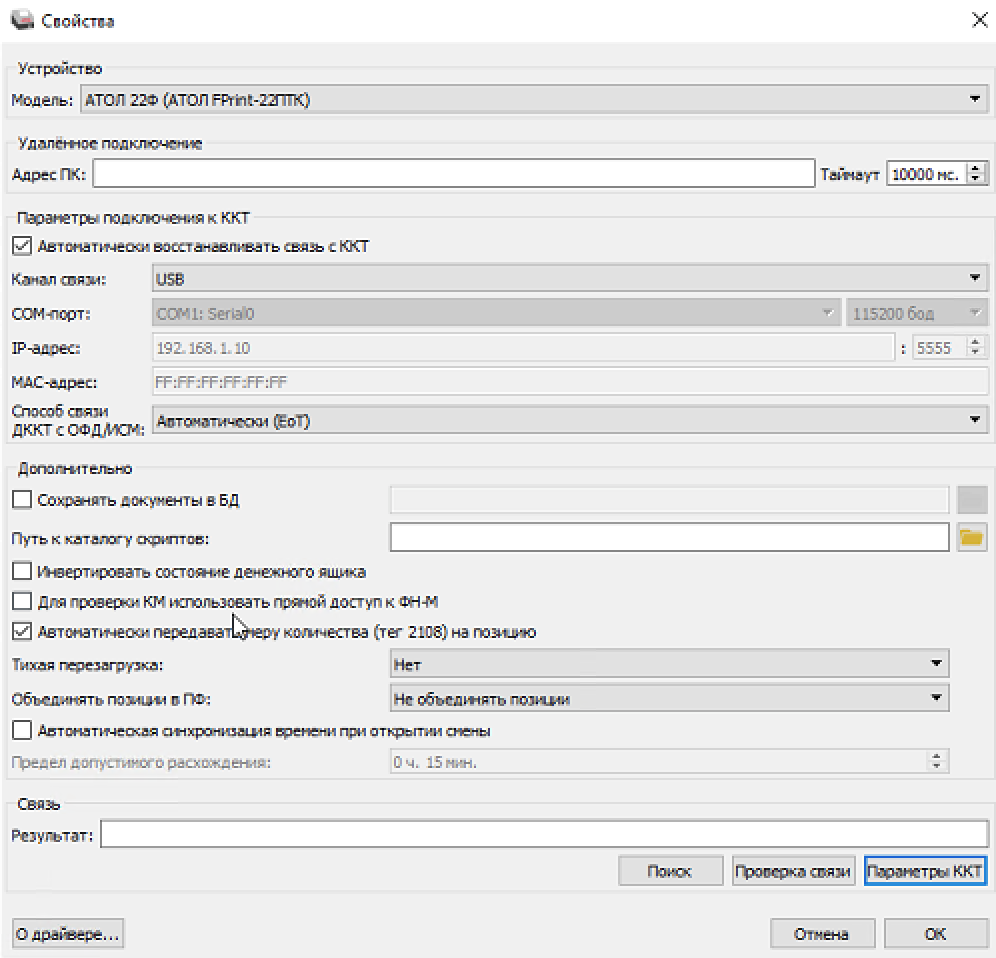 Свойства
Устройство
Модель: АТОЛ 22Ф (АТОЛ FPrint-22ПТК)
Удалённое подключение
Адрес ПК: Таймаут 10000 мс.
Параметры подключения к ККТ
Автоматически восстанавливать связь с ККТ
Канал связи: USB
COM-порт: COM1: Serial0 115200 бод
IP-адрес: 192.168.1.10 : 5555
MAC-адрес: FF:FF:FF:FF:FF:FF
Способ связи
ДККТ с ОФД/ИСМ: Автоматически (EoT)
Дополнительно
Сохранять документы в БД
Путь к каталогу скриптов:
Инвертировать состояние денежного ящика
Для проверки КМ использовать прямой доступ к ФН-М
Автоматически передавать меру количества (тег 2108) на позицию
Тихая перезагрузка: Нет
Объединять позиции в ПФ: Не объединять позиции
Автоматическая синхронизация времени при открытии смены
Предел допустимого расхождения: 0 ч. 15 мин.
Связь
Результат:
Поиск Проверка связи Параметры ККТ
О драйвере... Отмена ОК